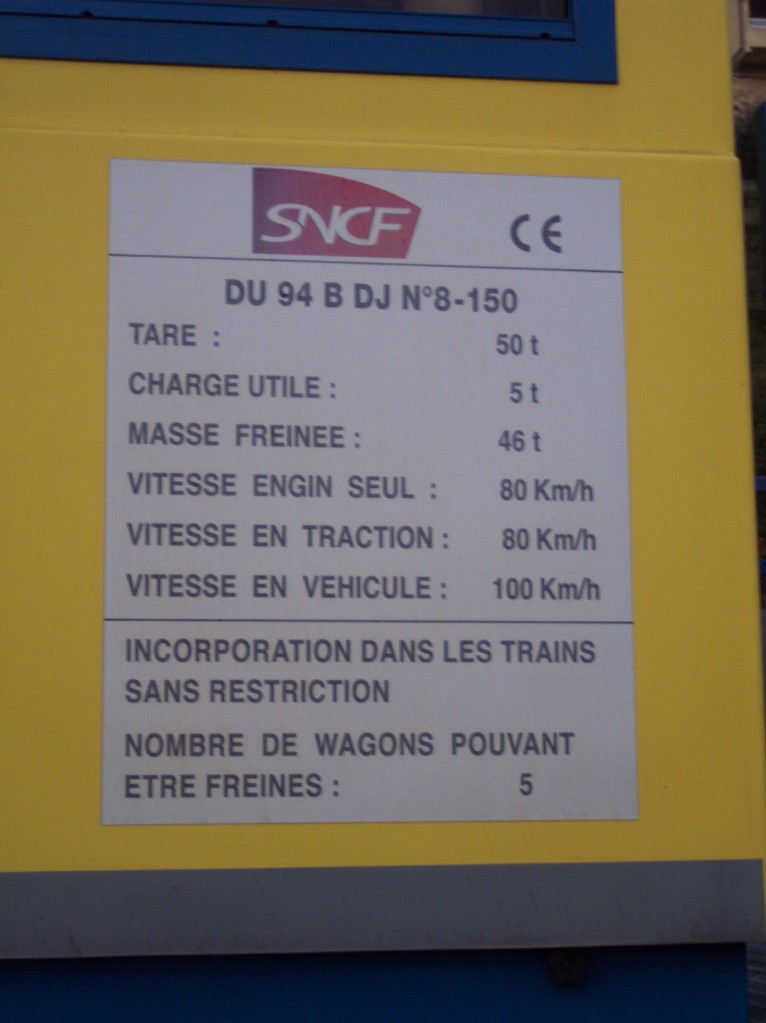 SNCF CE
DU 94 B DJ N°8-150
TARE : 50 t
CHARGE UTILE : 5 t
MASSE FREINEE : 46 t
VITESSE ENGIN SEUL : 80 Km/h
VITESSE EN TRACTION : 80 Km/h
VITESSE EN VEHICULE : 100 Km/h
INCORPORATION DANS LES TRAINS
SANS RESTRICTION
NOMBRE DE WAGONS POUVANT
ETRE FREINES : 5